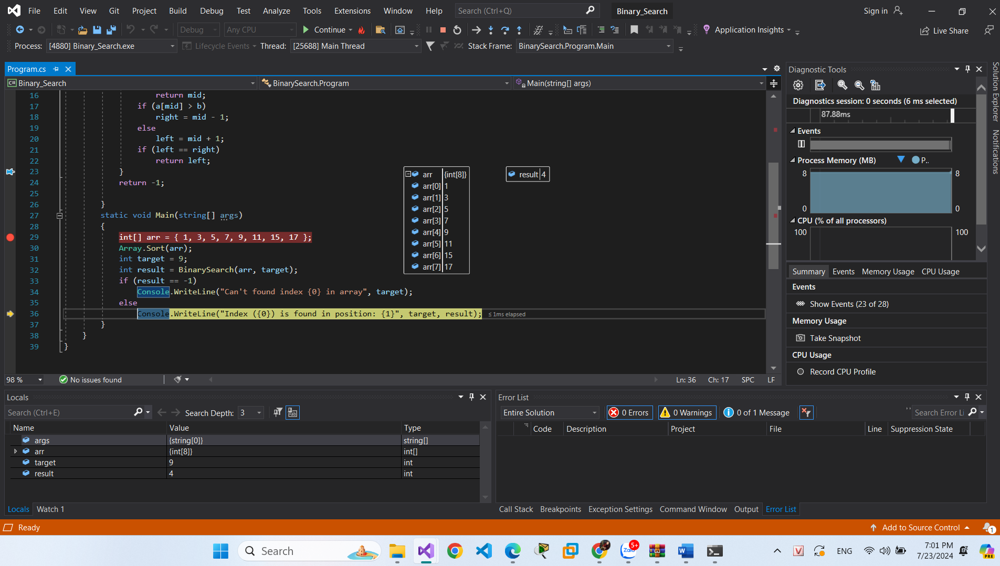 File Edit View Git Project Build Debug Test Analyze Tools Extensions Window Help Search (Ctrl+Q) Binary_Search Sign in
Debug Any CPU Continue Application Insights Live Share
Process: [4880] Binary_Search.exe Lifecycle Events Thread: [25688] Main Thread Stack Frame: BinarySearch.Program.Main
Program.cs
C# Binary_Search BinarySearch.Program Main(string[] args)
16 return mid;
17 if (a[mid] > b)
18 right = mid - 1;
19 else
20 left = mid + 1;
21 if (left == right)
22 return left;
23 }
24 return -1;
25
26 }
27 static void Main(string[] args)
28 {
29 int[] arr = { 1, 3, 5, 7, 9, 11, 15, 17 };
30 Array.Sort(arr);
31 int target = 9;
32 int result = BinarySearch(arr, target);
33 if (result == -1)
34 Console.WriteLine("Can't found index {0} in array", target);
35 else
36 Console.WriteLine("Index ({0}) is found in position: {1}", target, result); ≤ 1ms elapsed
37 }
38 }
39 }
arr {int[8]}
arr[0] 1
arr[1] 3
arr[2] 5
arr[3] 7
arr[4] 9
arr[5] 11
arr[6] 15
arr[7] 17
result 4
98 % No issues found Ln: 36 Ch: 17 SPC LF
Diagnostic Tools
Diagnostics session: 0 seconds (6 ms selected)
87.88ms
Events
Process Memory (MB) P..
8 8
0 0
CPU (% of all processors)
100 100
Summary Events Memory Usage CPU Usage
Events
Show Events (23 of 28)
Memory Usage
Take Snapshot
CPU Usage
Record CPU Profile
Solution Explorer
Notifications
Locals
Search (Ctrl+E) Search Depth: 3
Name Value Type
args {string[0]} string[]
arr {int[8]} int[]
target 9 int
result 4 int
Locals Watch 1
Error List
Entire Solution 0 Errors 0 Warnings 0 of 1 Message Search Error Li
Code Description Project File Line Suppression State
Call Stack Breakpoints Exception Settings Command Window Output Error List
Ready Add to Source Control 1
Search Zalo 5+ V ENG 7:01 PM PRE
7/23/2024